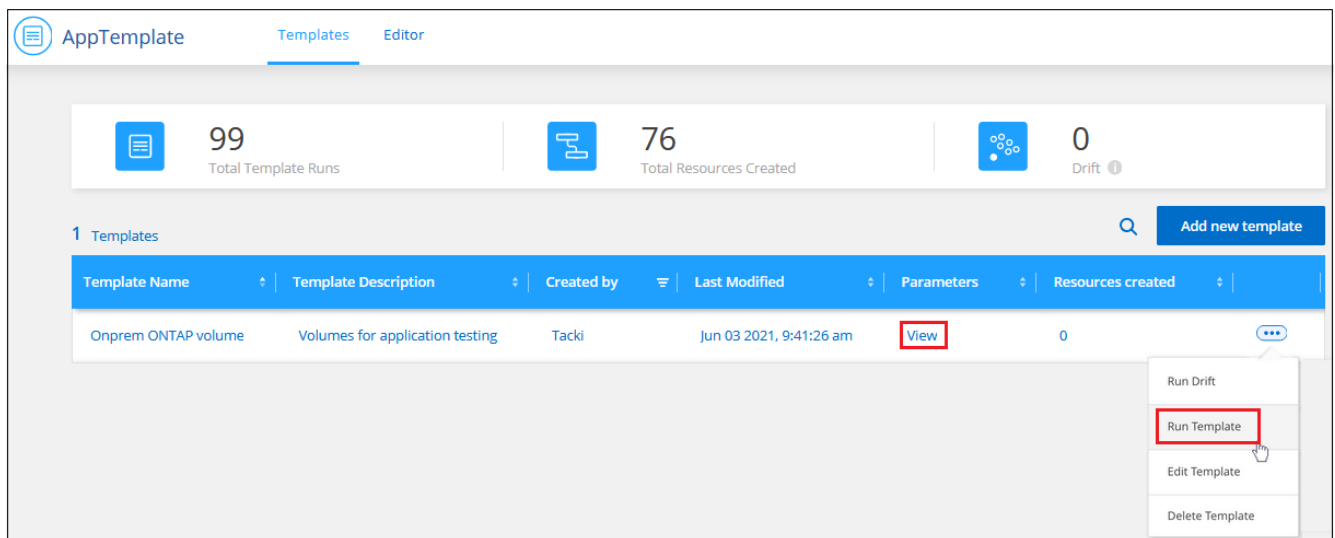 AppTemplate Templates Editor
99 76 0
Total Template Runs Total Resources Created Drift
1 Templates Add new template
Template Name Template Description Created by Last Modified Parameters Resources created
Onprem ONTAP volume Volumes for application testing Tacki Jun 03 2021, 9:41:26 am View 0
Run Drift
Run Template
Edit Template
Delete Template